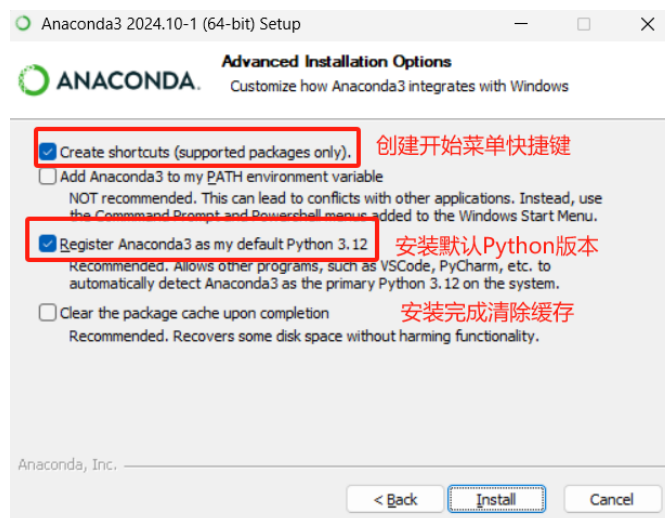 Anaconda3 2024.10-1 (64-bit) Setup
ANACONDA.
Advanced Installation Options
Customize how Anaconda3 integrates with Windows
Create shortcuts (supported packages only).
创建开始菜单快捷键
Add Anaconda3 to my PATH environment variable
NOT recommended. This can lead to conflicts with other applications. Instead, use
the Commmand Prompt and Powershell menus added to the Windows Start Menu.
Register Anaconda3 as my default Python 3.12
安装默认Python版本
Recommended. Allows other programs, such as VSCode, PyCharm, etc. to
automatically detect Anaconda3 as the primary Python 3.12 on the system.
Clear the package cache upon completion
安装完成清除缓存
Recommended. Recovers some disk space without harming functionality.
Anaconda, Inc.
< Back
Install
Cancel